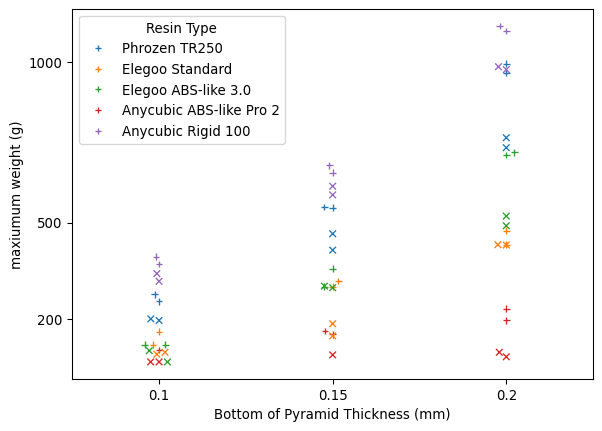 Resin Type
Phrozen TR250
Elegoo Standard
Elegoo ABS-like 3.0
Anycubic ABS-like Pro 2
Anycubic Rigid 100
maxiumum weight (g)
1000
500
200
0.1
0.15
0.2
Bottom of Pyramid Thickness (mm)